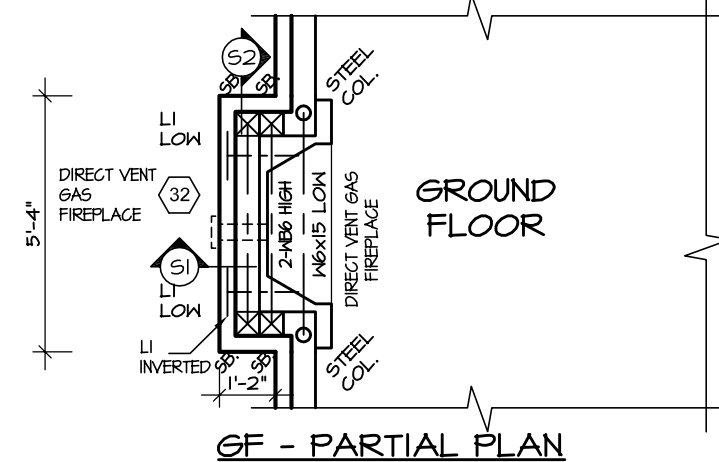 S2
SB. SB.
STEEL
COL.
L1
LOW
DIRECT VENT
GAS
FIREPLACE
32
5'-4"
2-WB6 HIGH
W6x15 LOW
DIRECT VENT GAS
FIREPLACE
GROUND
FLOOR
S1
L1
LOW
L1
INVERTED
SB. SB.
1'-2"
STEEL
COL.
GF - PARTIAL PLAN